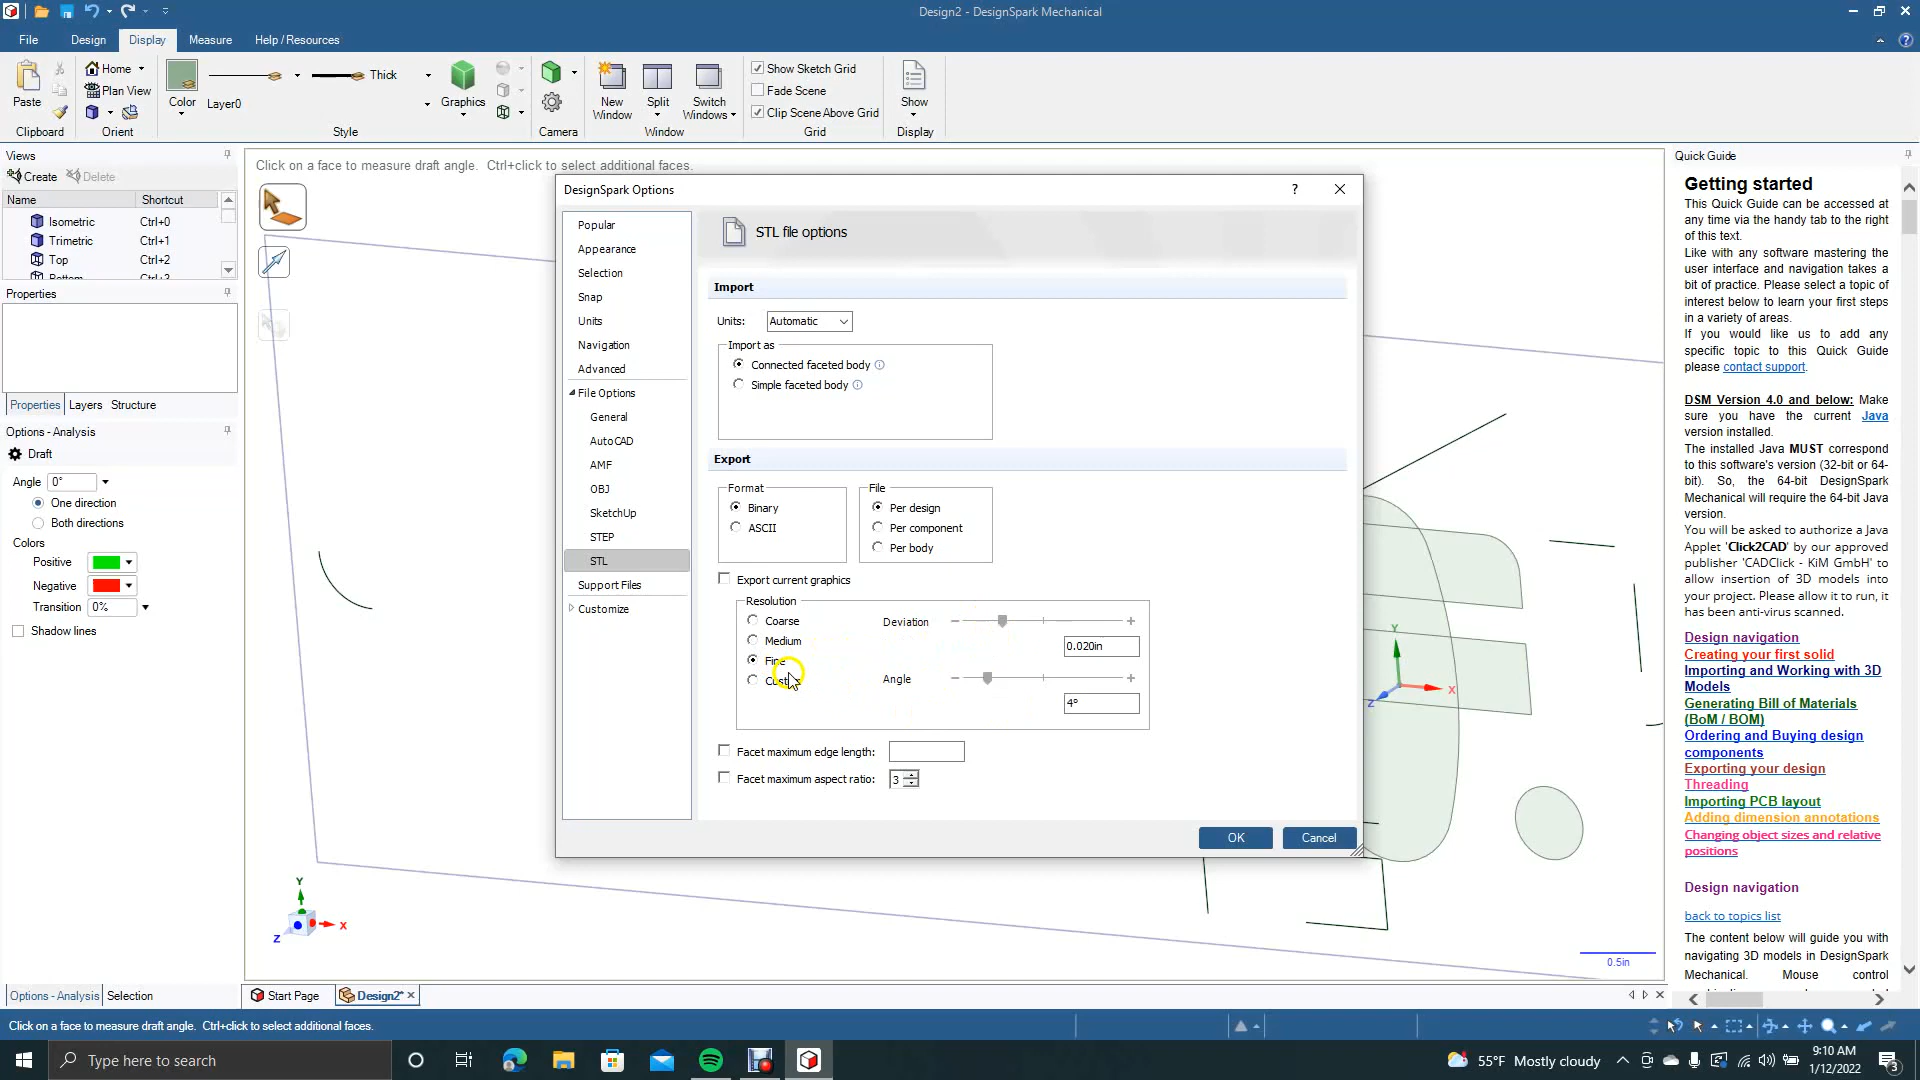 Design2 - DesignSpark Mechanical
File Design Display Measure Help / Resources
Paste
Clipboard
Home
Plan View
Orient
Color
Layer0
Thick
Style
Graphics
Camera
New Window
Split
Switch Windows
Window
Show Sketch Grid
Fade Scene
Clip Scene Above Grid
Grid
Show
Display
Views
Create Delete
Name Shortcut
Isometric Ctrl+0
Trimetric Ctrl+1
Top Ctrl+2
Bottom Ctrl+3
Properties
Properties Layers Structure
Options - Analysis
Draft
Angle 0°
One direction
Both directions
Colors
Positive
Negative
Transition 0%
Shadow lines
Options - Analysis Selection
Click on a face to measure draft angle. Ctrl+click to select additional faces.
DesignSpark Options
Popular
Appearance
Selection
Snap
Units
Navigation
Advanced
File Options
General
AutoCAD
AMF
OBJ
SketchUp
STEP
STL
Support Files
Customize
STL file options
Import
Units: Automatic
Import as
Connected faceted body
Simple faceted body
Export
Format
Binary
ASCII
File
Per design
Per component
Per body
Export current graphics
Resolution
Coarse
Medium
Fine
Custom
Deviation
0.020in
Angle
4°
Facet maximum edge length:
Facet maximum aspect ratio: 3
OK Cancel
Y
X
Z
Y
X
Z
0.5in
Start Page Design2*
Quick Guide
Getting started
This Quick Guide can be accessed at
any time via the handy tab to the right
of this text.
Like with any software mastering the
user interface and navigation takes a
bit of practice. Please select a topic of
interest below to learn your first steps
in a variety of areas.
If you would like us to add any
specific topic to this Quick Guide
please contact support.
DSM Version 4.0 and below: Make
sure you have the current Java
version installed.
The installed Java MUST correspond
to this software's version (32-bit or 64-
bit). So, the 64-bit DesignSpark
Mechanical will require the 64-bit Java
version.
You will be asked to authorize a Java
Applet 'Click2CAD' by our approved
publisher 'CADClick - KiM GmbH' to
allow insertion of 3D models into
your project. Please allow it to run, it
has been anti-virus scanned.
Design navigation
Creating your first solid
Importing and Working with 3D
Models
Generating Bill of Materials
(BoM / BOM)
Ordering and Buying design
components
Exporting your design
Threading
Importing PCB layout
Adding dimension annotations
Changing object sizes and relative
positions
Design navigation
back to topics list
The content below will guide you with
navigating 3D models in DesignSpark
Mechanical. Mouse control
Click on a face to measure draft angle. Ctrl+click to select additional faces.
Type here to search
55°F Mostly cloudy
9:10 AM
1/12/2022
3